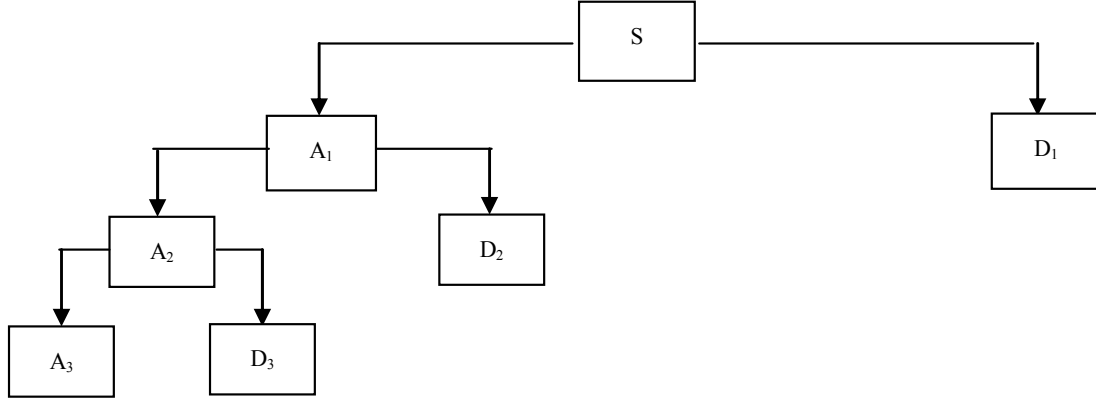 S
A₁
D₁
A₂
D₂
A₃
D₃